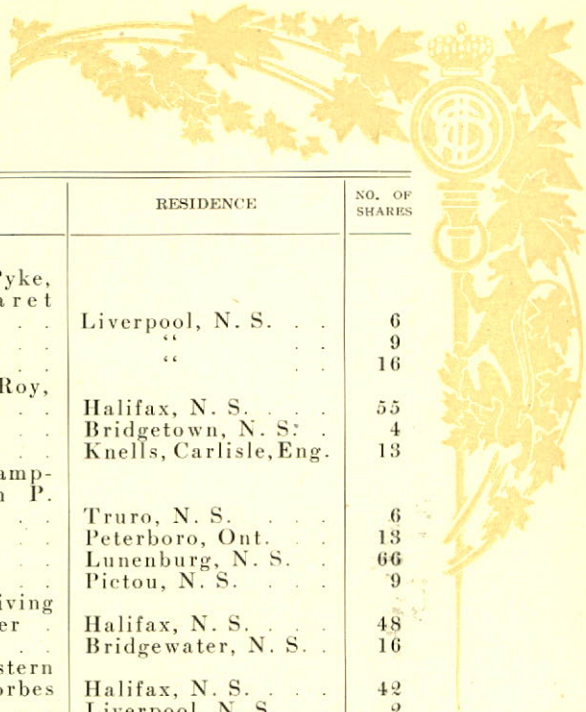 RESIDENCE NO. OF
SHARES
Pyke,
aret
. . Liverpool, N. S. . . 6
. . “ . . 9
. . “ . . 16
Roy,
. . Halifax, N. S. . . . 55
. . Bridgetown, N. S. . 4
. . Knells, Carlisle, Eng. 13
amp-
n P.
. . Truro, N. S. . . . 6
. . Peterboro, Ont. . . 13
. . Lunenburg, N. S. . 66
. . Pictou, N. S. . . . 9
iving
er . Halifax, N. S. . . . 48
. . Bridgewater, N. S. . 16
stern
orbes Halifax, N. S. . . . 42
Liverpool, N. S.